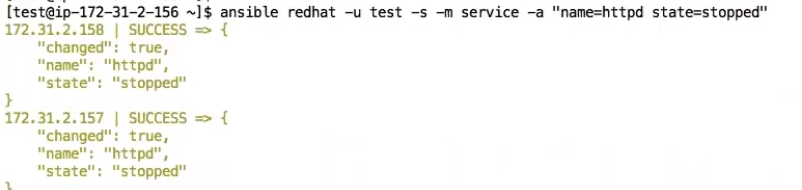 [test@ip-172-31-2-156 ~]$ ansible redhat -u test -s -m service -a "name=httpd state=stopped"
172.31.2.158 | SUCCESS => {
    "changed": true,
    "name": "httpd",
    "state": "stopped"
}
172.31.2.157 | SUCCESS => {
    "changed": true,
    "name": "httpd",
    "state": "stopped"
}